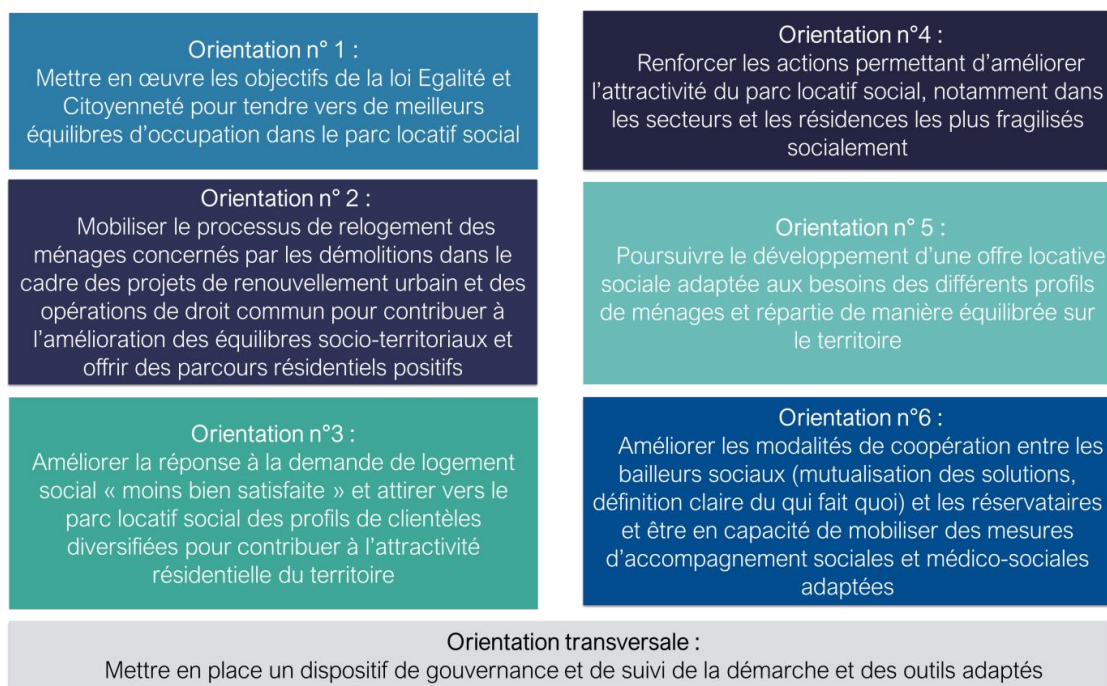 Orientation n° 1 :
Mettre en œuvre les objectifs de la loi Egalité et
Citoyenneté pour tendre vers de meilleurs
équilibres d'occupation dans le parc locatif social
Orientation n° 2 :
Mobiliser le processus de relogement des
ménages concernés par les démolitions dans le
cadre des projets de renouvellement urbain et des
opérations de droit commun pour contribuer à
l'amélioration des équilibres socio-territoriaux et
offrir des parcours résidentiels positifs
Orientation n°3 :
Améliorer la réponse à la demande de logement
social « moins bien satisfaite » et attirer vers le
parc locatif social des profils de clientèles
diversifiées pour contribuer à l'attractivité
résidentielle du territoire
Orientation n°4 :
Renforcer les actions permettant d'améliorer
l'attractivité du parc locatif social, notamment dans
les secteurs et les résidences les plus fragilisés
socialement
Orientation n° 5 :
Poursuivre le développement d'une offre locative
sociale adaptée aux besoins des différents profils
de ménages et répartie de manière équilibrée sur
le territoire
Orientation n°6 :
Améliorer les modalités de coopération entre les
bailleurs sociaux (mutualisation des solutions,
définition claire du qui fait quoi) et les réservataires
et être en capacité de mobiliser des mesures
d'accompagnement sociales et médico-sociales
adaptées
Orientation transversale :
Mettre en place un dispositif de gouvernance et de suivi de la démarche et des outils adaptés